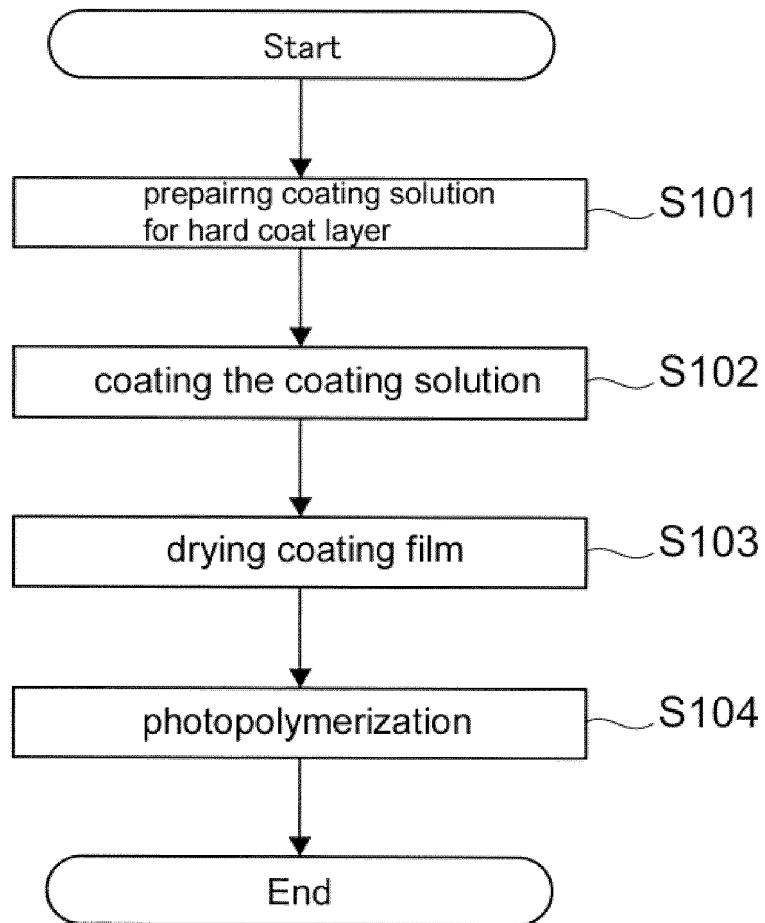 Start
prepairng coating solution
for hard coat layer
S101
coating the coating solution
S102
drying coating film
S103
photopolymerization
S104
End